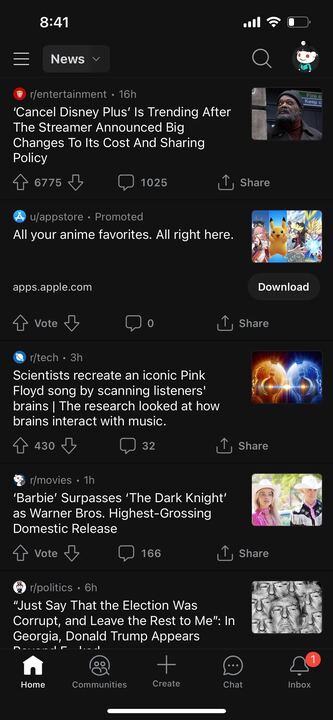 8:41
News
r/entertainment • 16h
‘Cancel Disney Plus’ Is Trending After
The Streamer Announced Big
Changes To Its Cost And Sharing
Policy
6775 1025 Share
u/appstore • Promoted
All your anime favorites. All right here.
apps.apple.com Download
Vote 0 Share
r/tech • 3h
Scientists recreate an iconic Pink
Floyd song by scanning listeners'
brains | The research looked at how
brains interact with music.
430 32 Share
r/movies • 1h
‘Barbie’ Surpasses ‘The Dark Knight’
as Warner Bros. Highest-Grossing
Domestic Release
Vote 166 Share
r/politics • 6h
“Just Say That the Election Was
Corrupt, and Leave the Rest to Me”: In
Georgia, Donald Trump Appears
1
Home Communities Create Chat Inbox